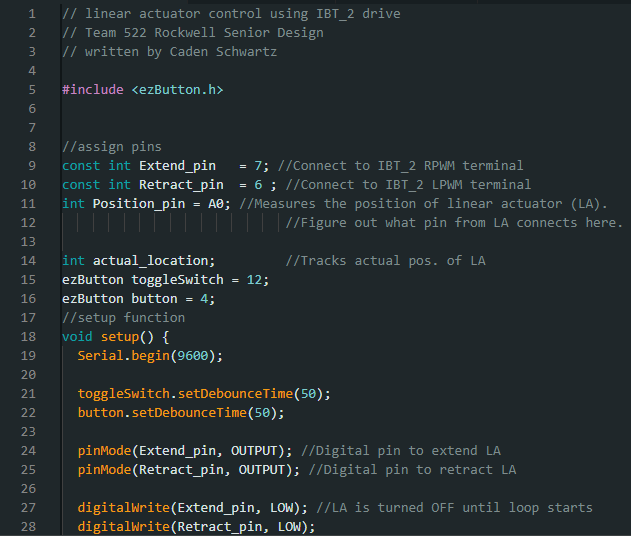 1 // linear actuator control using IBT_2 drive
2 // Team 522 Rockwell Senior Design
3 // written by Caden Schwartz
4
5 #include <ezButton.h>
6
7
8 //assign pins
9 const int Extend_pin   = 7; //Connect to IBT_2 RPWM terminal
10 const int Retract_pin  = 6 ; //Connect to IBT_2 LPWM terminal
11 int Position_pin = A0; //Measures the position of linear actuator (LA).
12                              //Figure out what pin from LA connects here.
13
14 int actual_location;         //Tracks actual pos. of LA
15 ezButton toggleSwitch = 12;
16 ezButton button = 4;
17 //setup function
18 void setup() {
19   Serial.begin(9600);
20
21   toggleSwitch.setDebounceTime(50);
22   button.setDebounceTime(50);
23
24   pinMode(Extend_pin, OUTPUT); //Digital pin to extend LA
25   pinMode(Retract_pin, OUTPUT); //Digital pin to retract LA
26
27   digitalWrite(Extend_pin, LOW); //LA is turned OFF until loop starts
28   digitalWrite(Retract_pin, LOW);